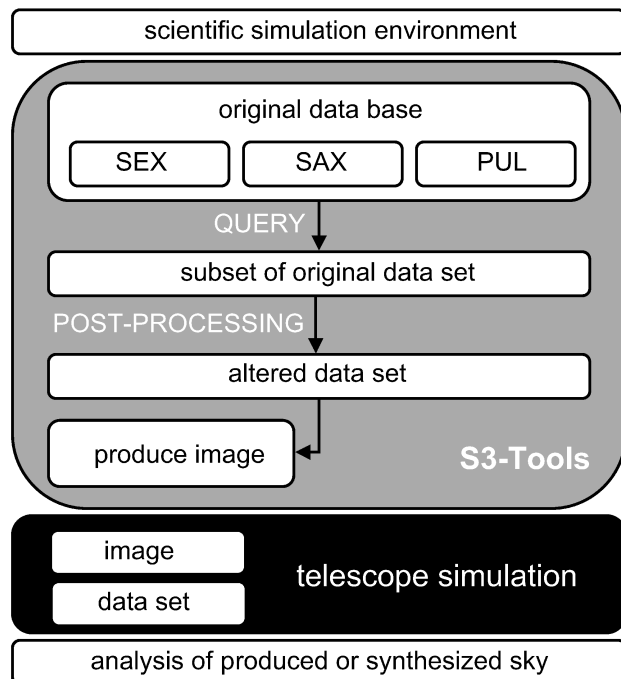 scientific simulation environment
original data base
SEX SAX PUL
QUERY
subset of original data set
POST-PROCESSING
altered data set
produce image
S3-Tools
image
telescope simulation
data set
analysis of produced or synthesized sky